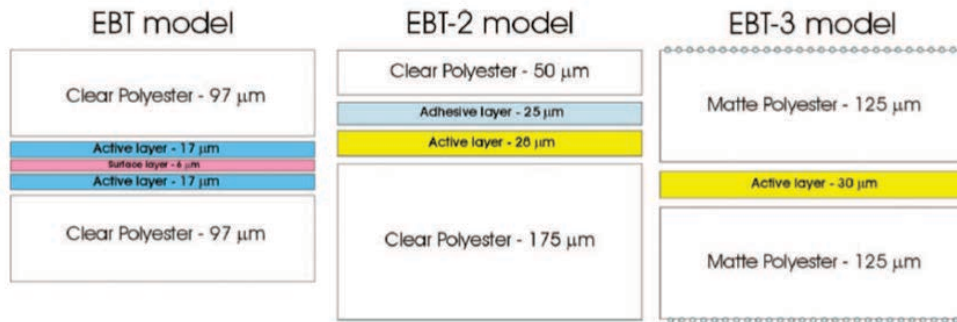 EBT model
Clear Polyester - 97 μm
Active layer - 17 μm
Surface layer - 6 μm
Active layer - 17 μm
Clear Polyester - 97 μm
EBT-2 model
Clear Polyester - 50 μm
Adhesive layer - 25 μm
Active layer - 28 μm
Clear Polyester - 175 μm
EBT-3 model
Matte Polyester - 125 μm
Active layer - 30 μm
Matte Polyester - 125 μm